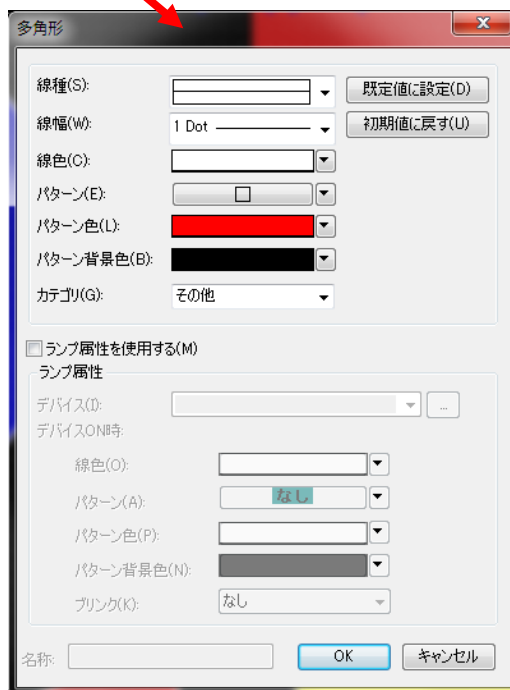 多角形
線種(S):
既定値に設定(D)
線幅(W):
1 Dot
初期値に戻す(U)
線色(C):
パターン(E):
パターン色(L):
パターン背景色(B):
カテゴリ(G):
その他
ランプ属性を使用する(M)
ランプ属性
デバイス(I):
...
デバイスON時:
線色(O):
パターン(A):
なし
パターン色(P):
パターン背景色(N):
ブリンク(K):
なし
名称:
OK
キャンセル